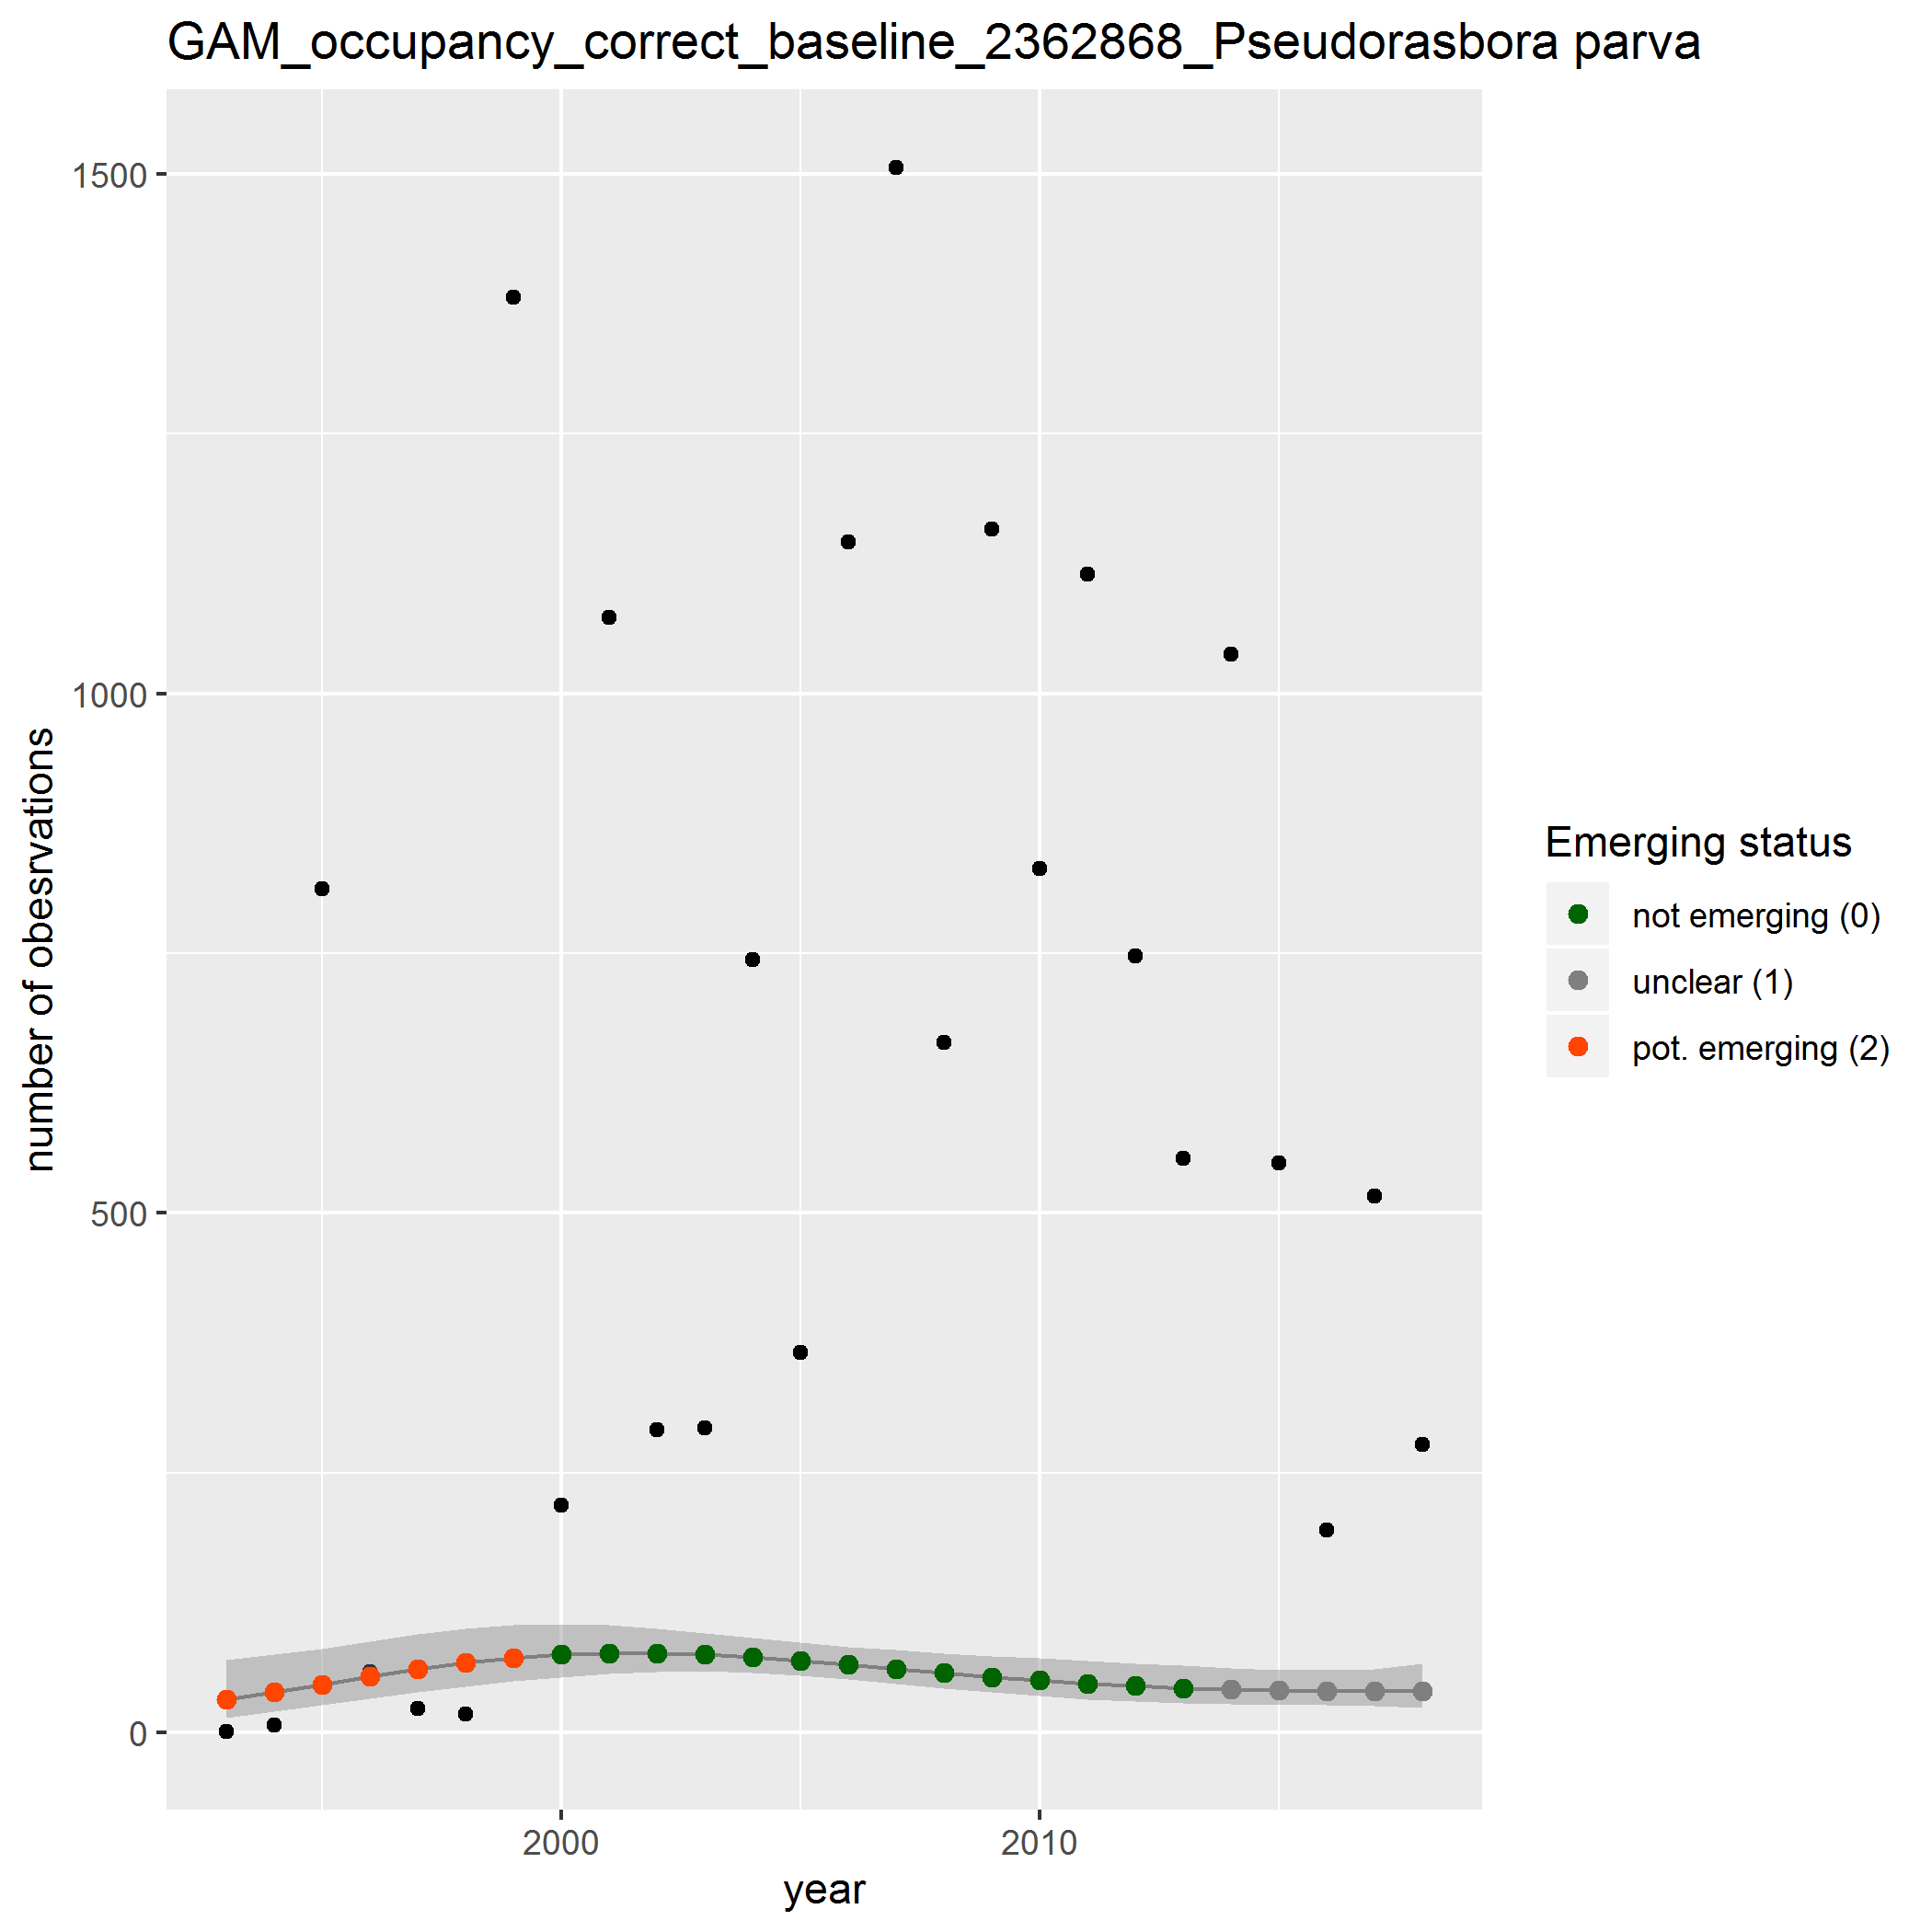 GAM_occupancy_correct_baseline_2362868_Pseudorasbora parva
1500
1000
500
0
number of obesrvations
2000
2010
year
Emerging status
not emerging (0)
unclear (1)
pot. emerging (2)